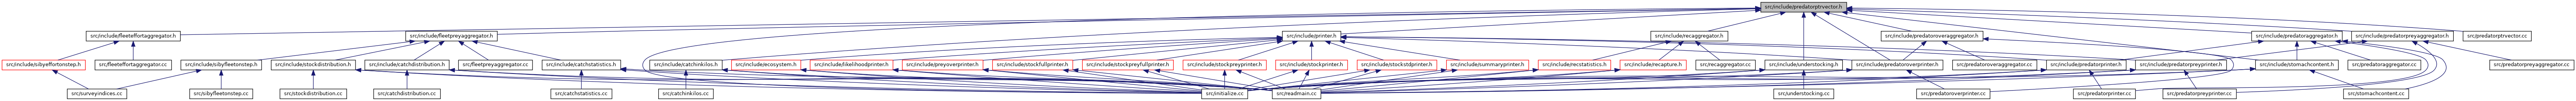 src/include/predatorptrvector.h
src/include/fleeteffortaggregator.h
src/include/fleetpreyaggregator.h
src/include/printer.h
src/include/recaggregator.h
src/include/predatoroveraggregator.h
src/include/predatoraggregator.h
src/include/predatorpreyaggregator.h
src/predatorptrvector.cc
src/include/sibyeffortonstep.h
src/fleeteffortaggregator.cc
src/include/sibyfleetonstep.h
src/include/stockdistribution.h
src/include/catchdistribution.h
src/fleetpreyaggregator.cc
src/include/catchstatistics.h
src/include/catchinkilos.h
src/include/ecosystem.h
src/include/likelihoodprinter.h
src/include/preyoverprinter.h
src/include/stockfullprinter.h
src/include/stockpreyfullprinter.h
src/include/stockpreyprinter.h
src/include/stockprinter.h
src/include/stockstdprinter.h
src/include/summaryprinter.h
src/include/recstatistics.h
src/include/recapture.h
src/recaggregator.cc
src/include/understocking.h
src/include/predatoroverprinter.h
src/predatoroveraggregator.cc
src/include/predatorprinter.h
src/include/predatorpreyprinter.h
src/include/stomachcontent.h
src/predatoraggregator.cc
src/predatorpreyaggregator.cc
src/surveyindices.cc
src/sibyfleetonstep.cc
src/stockdistribution.cc
src/catchdistribution.cc
src/catchstatistics.cc
src/catchinkilos.cc
src/initialize.cc
src/readmain.cc
src/understocking.cc
src/predatoroverprinter.cc
src/predatorprinter.cc
src/predatorpreyprinter.cc
src/stomachcontent.cc